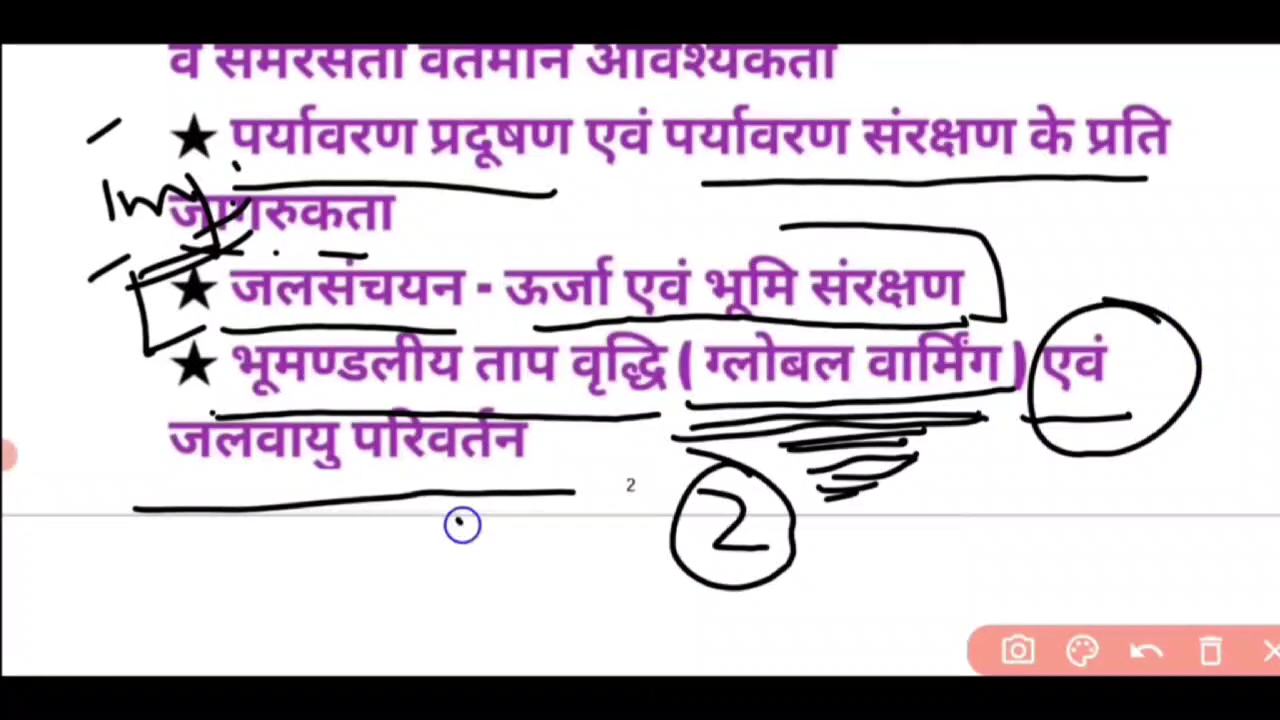 व समरसता वर्तमान आवश्यकता
★ पर्यावरण प्रदूषण एवं पर्यावरण संरक्षण के प्रति
Imp
जागरुकता
★ जलसंचयन - ऊर्जा एवं भूमि संरक्षण
★ भूमण्डलीय ताप वृद्धि ( ग्लोबल वार्मिंग ) एवं
जलवायु परिवर्तन
2
2